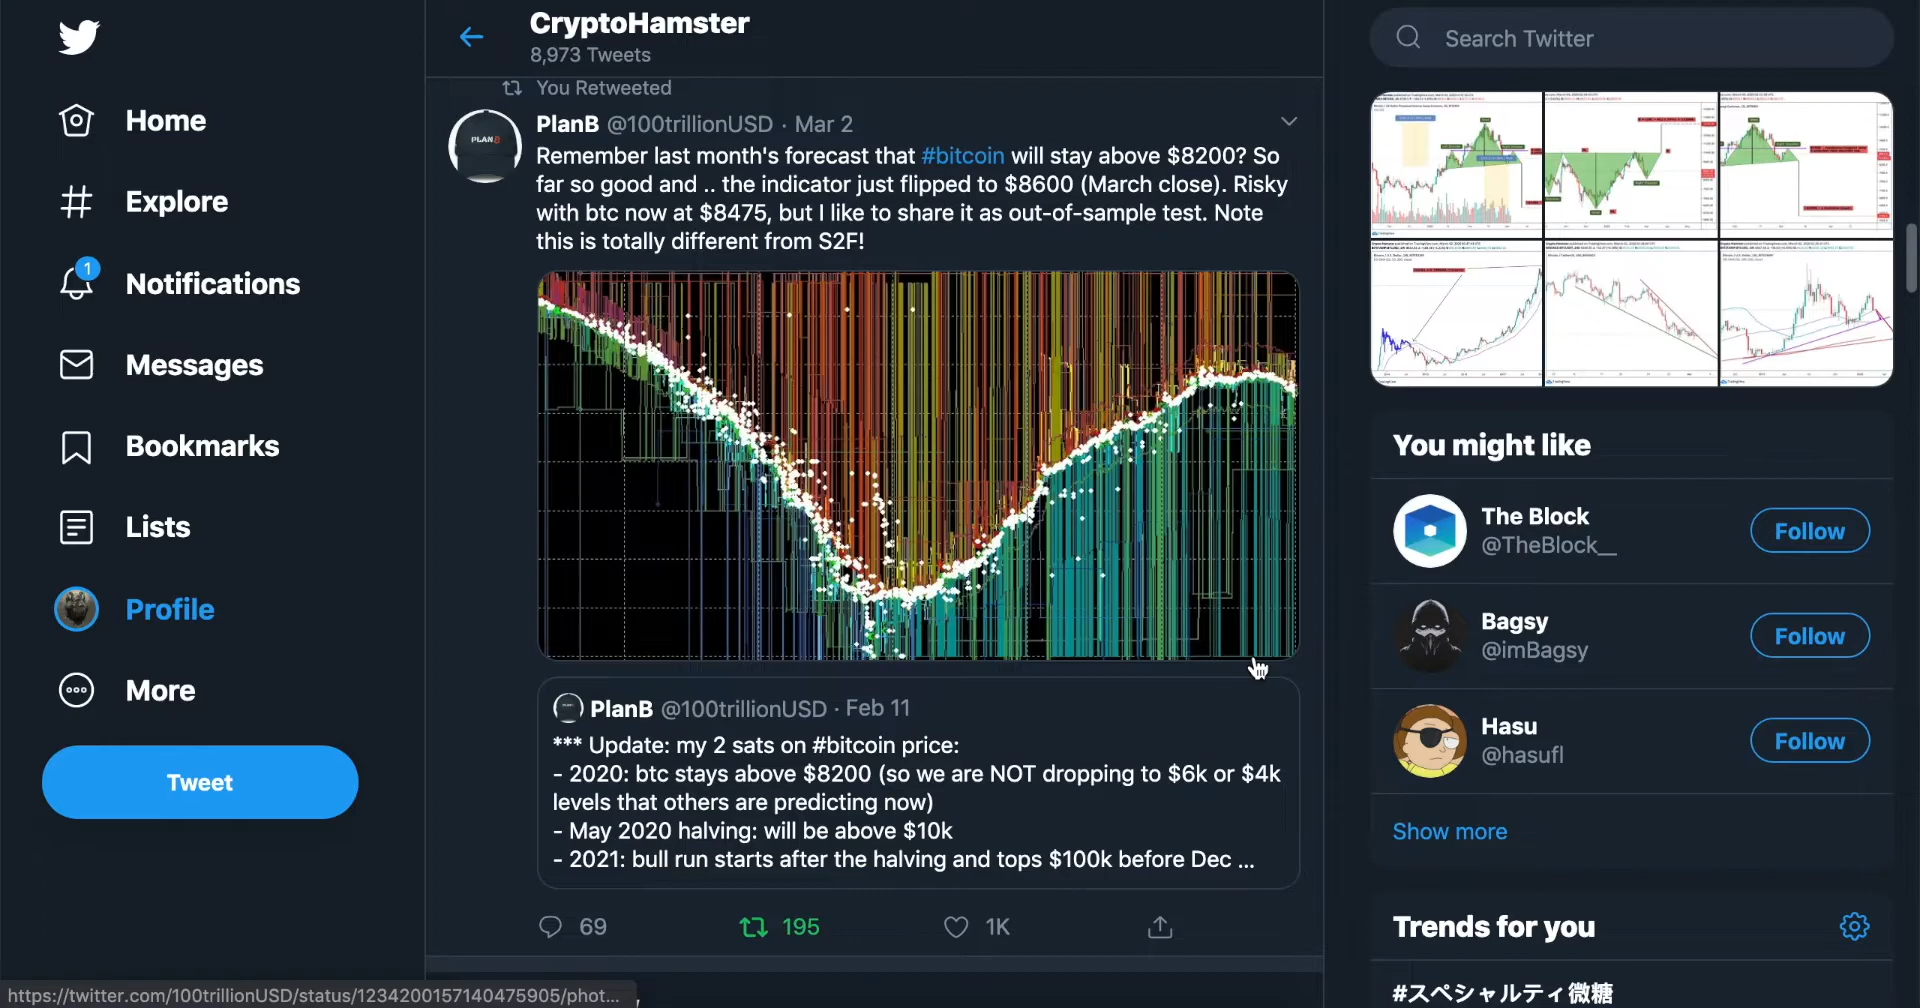 Home
Explore
1
Notifications
Messages
Bookmarks
Lists
Profile
More
Tweet
CryptoHamster
8,973 Tweets
You Retweeted
PLANB
PlanB @100trillionUSD · Mar 2
Remember last month's forecast that #bitcoin will stay above $8200? So
far so good and .. the indicator just flipped to $8600 (March close). Risky
with btc now at $8475, but I like to share it as out-of-sample test. Note
this is totally different from S2F!
PlanB @100trillionUSD · Feb 11
*** Update: my 2 sats on #bitcoin price:
- 2020: btc stays above $8200 (so we are NOT dropping to $6k or $4k
levels that others are predicting now)
- May 2020 halving: will be above $10k
- 2021: bull run starts after the halving and tops $100k before Dec ...
69
195
1K
Search Twitter
You might like
The Block
@TheBlock__
Follow
Bagsy
@imBagsy
Follow
Hasu
@hasufl
Follow
Show more
Trends for you
#スペシャルティ微糖
https://twitter.com/100trillionUSD/status/1234200157140475905/phot...